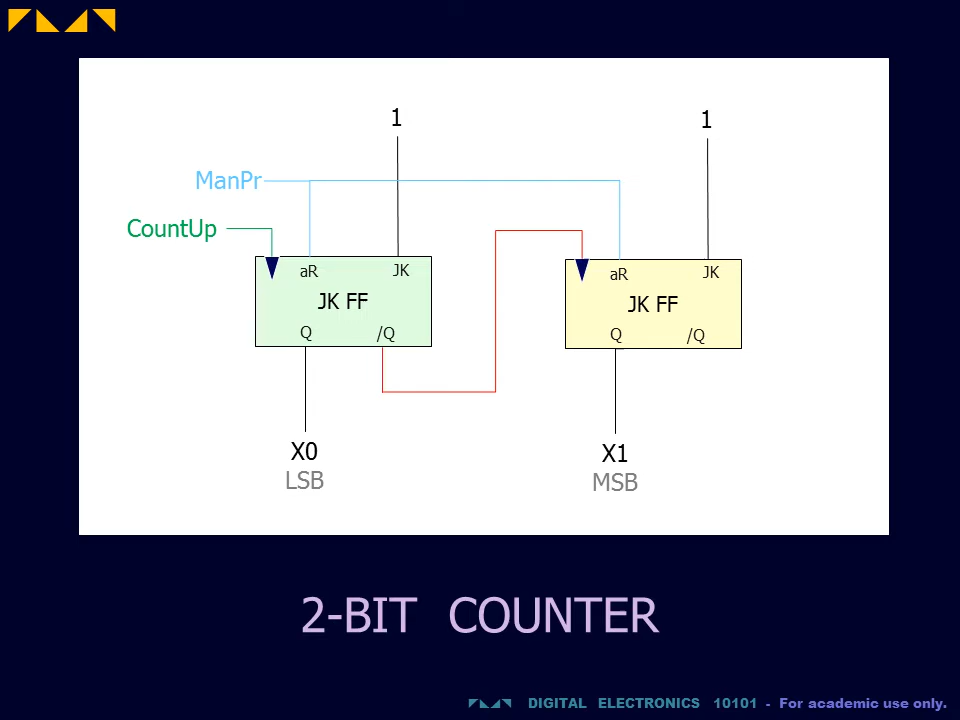 1
1
ManPr
CountUp
aR
JK
JK FF
Q
/Q
aR
JK
JK FF
Q
/Q
X0
LSB
X1
MSB
2-BIT COUNTER
DIGITAL ELECTRONICS 10101 - For academic use only.